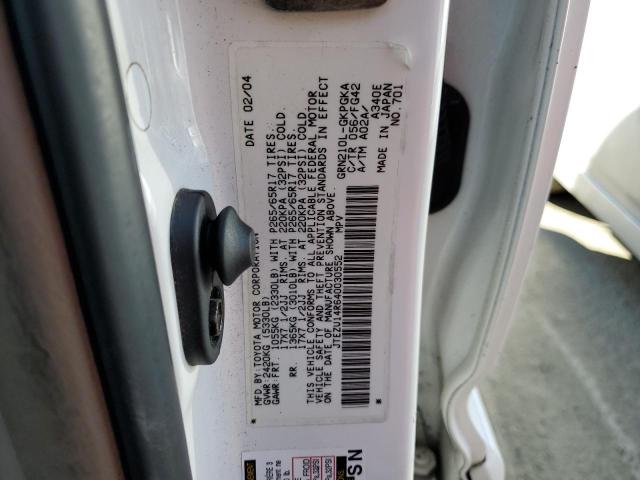 MFD. BY: TOYOTA MOTOR CORPORATION DATE 02/04
GVWR: 2420KG (5030LB)
GAWR: FRT. 1055KG (2330LB) WITH P265/65R17 TIRES.
17X7 1/2JJ RIMS. AT 220KPA (32PSI) COLD.
RR. 1365KG (3010LB) WITH P265/65R17 TIRES.
17X7 1/2JJ RIMS. AT 220KPA (32PSI) COLD.
THIS VEHICLE CONFORMS TO ALL APPLICABLE FEDERAL MOTOR
VEHICLE SAFETY AND THEFT PREVENTION STANDARDS IN EFFECT
ON THE DATE OF MANUFACTURE SHOWN ABOVE.
JTEZU14R640030552 MPV
GRN210L-GKPGKA
C/TR 056/FG42
A/TM A02A/ A340E
MADE IN JAPAN
NO.701
SN